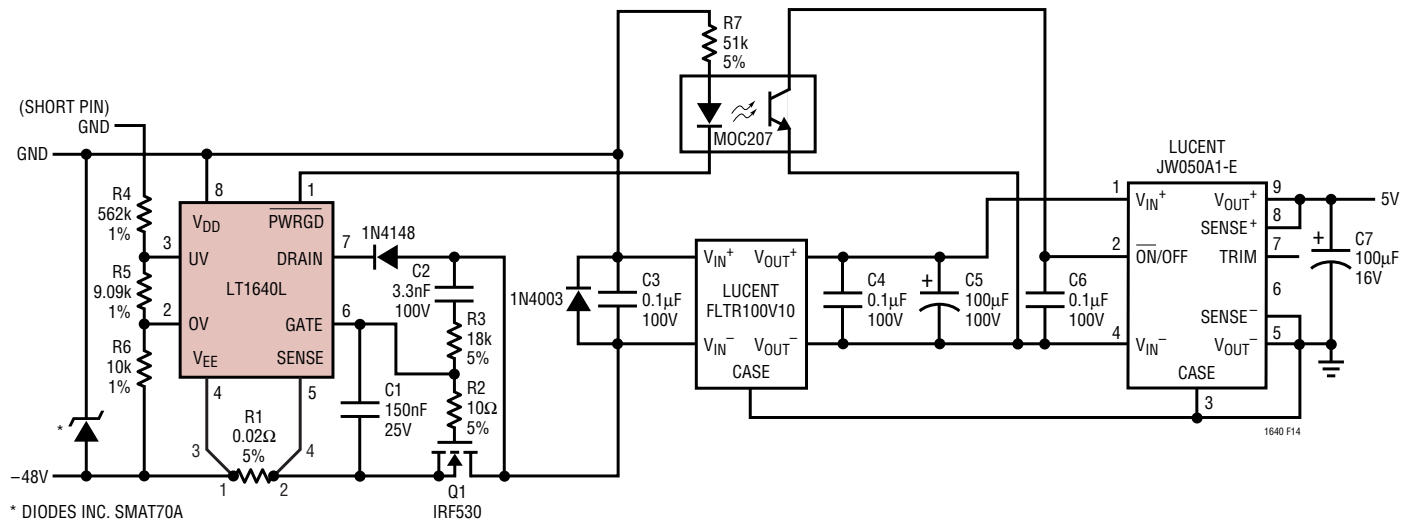 (SHORT PIN)
GND
GND
R4
562k
1%
R5
9.09k
1%
R6
10k
1%
*
-48V
* DIODES INC. SMAT70A
8
1
3
2
7
6
4
5
VDD
PWRGD
UV
DRAIN
LT1640L
OV
GATE
VEE
SENSE
R1
0.02Ω
5%
3
4
1
2
1N4148
C2
3.3nF
100V
R3
18k
5%
R2
10Ω
5%
C1
150nF
25V
Q1
IRF530
R7
51k
5%
MOC207
1N4003
C3
0.1µF
100V
VIN+
VOUT+
LUCENT
FLTR100V10
VIN−
VOUT−
CASE
C4
0.1µF
100V
+
C5
100µF
100V
C6
0.1µF
100V
LUCENT
JW050A1-E
1
2
4
VIN+
VOUT+
SENSE+
ON/OFF
TRIM
SENSE−
VIN−
VOUT−
CASE
9
8
7
6
5
3
5V
+
C7
100µF
16V
1640 F14